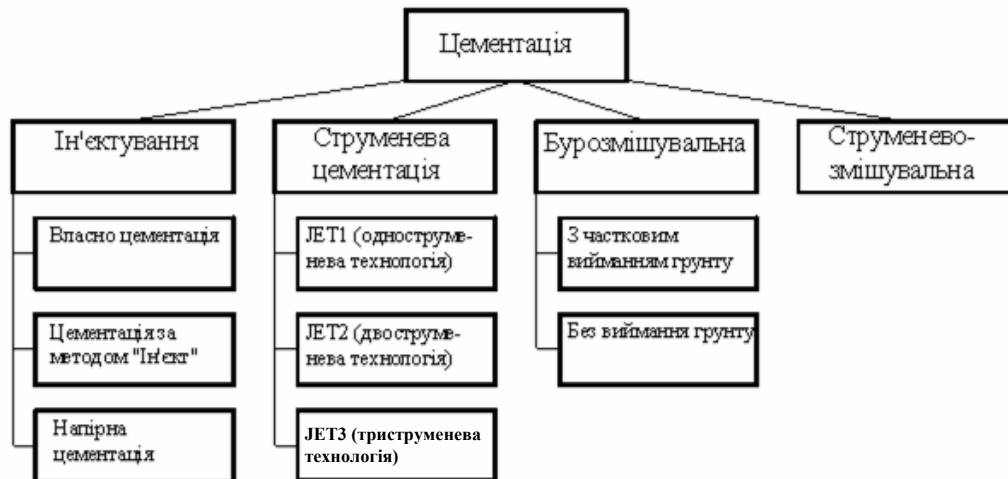 Цементація
Ін'єктування
Струменева
цементація
Бурозмішувальна
Струменево-
змішувальна
Власно цементація
JET1 (одноструме-
нева технологія)
З частковим
вийманням грунту
Цементація за
методом "Ін'єкт"
JET2 (двоструме-
нева технологія)
Без виймання грунту
Напірна
цементація
JET3 (триструменева
технологія)